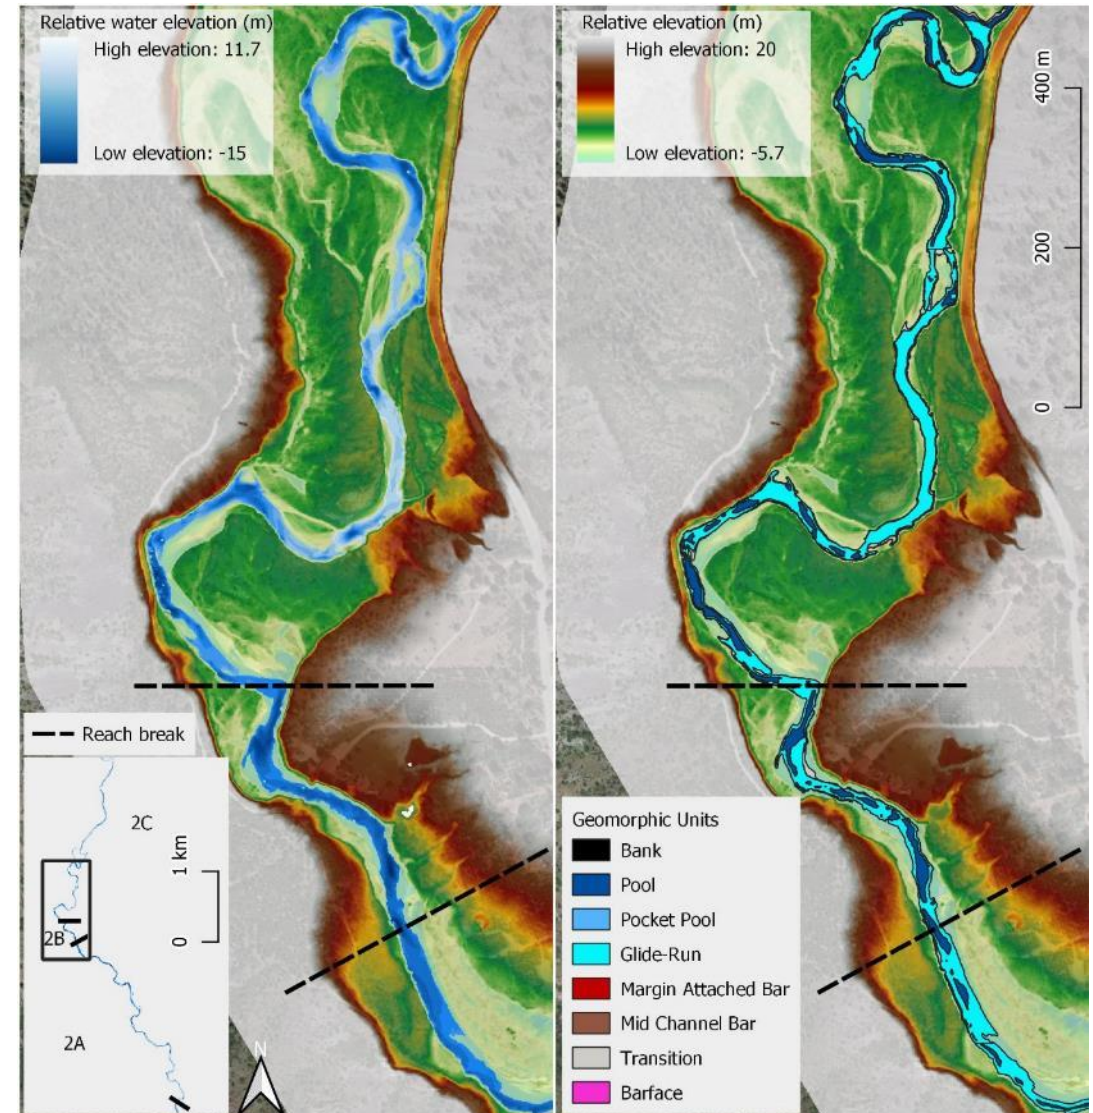 Relative water elevation (m)
High elevation: 11.7
Low elevation: -15
Relative elevation (m)
High elevation: 20
Low elevation: -5.7
400 m
200
0
Reach break
2C
1 km
0
2B
2A
N
Geomorphic Units
Bank
Pool
Pocket Pool
Glide-Run
Margin Attached Bar
Mid Channel Bar
Transition
Barface